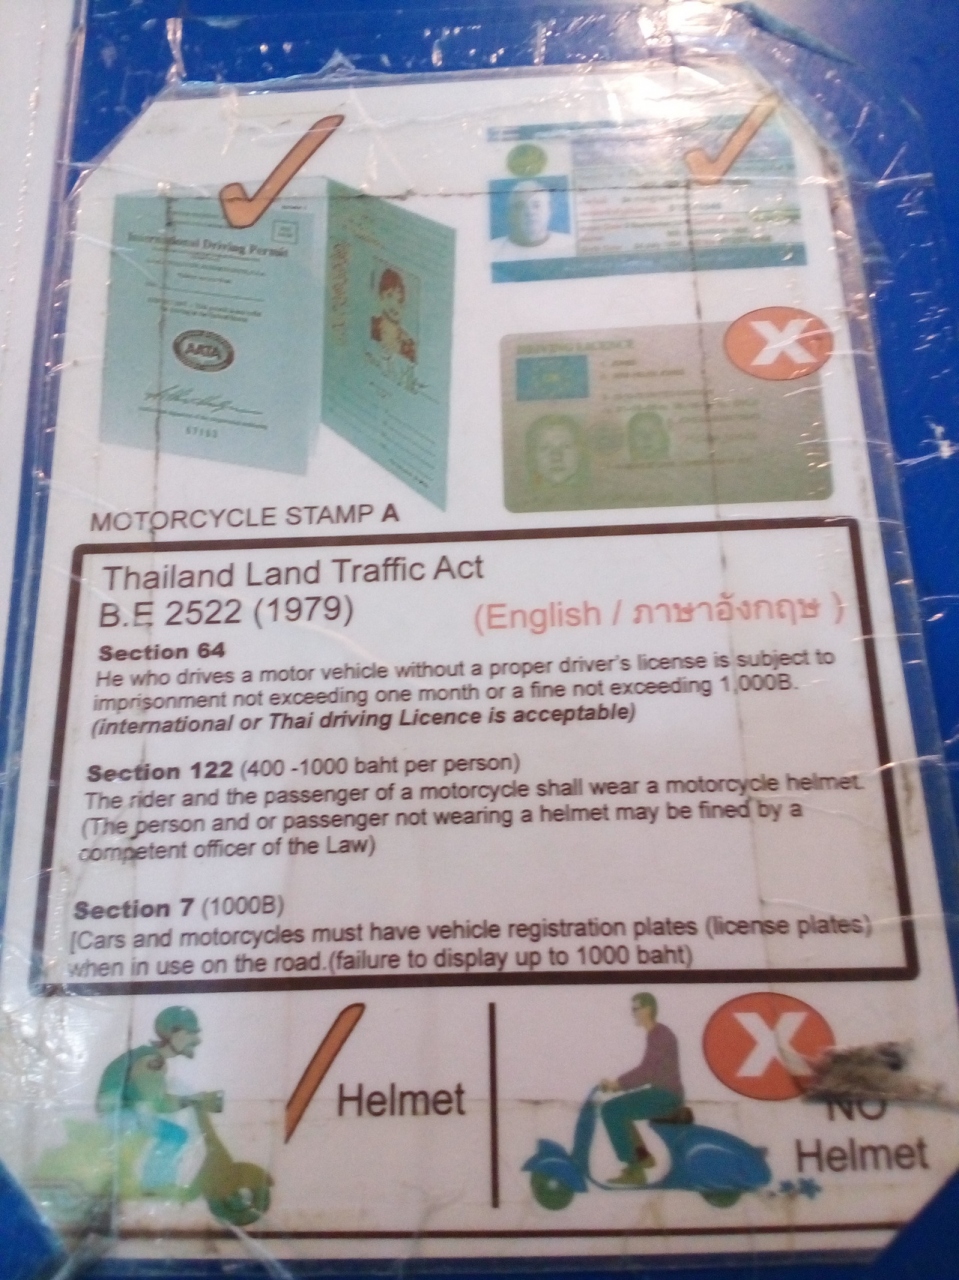 International Driving Permit
AATA
DRIVING LICENCE
MOTORCYCLE STAMP A
Thailand Land Traffic Act
B.E 2522 (1979)
(English / ภาษาอังกฤษ )
Section 64
He who drives a motor vehicle without a proper driver's license is subject to
imprisonment not exceeding one month or a fine not exceeding 1,000B.
(international or Thai driving Licence is acceptable)
Section 122 (400 -1000 baht per person)
The rider and the passenger of a motorcycle shall wear a motorcycle helmet.
(The person and or passenger not wearing a helmet may be fined by a
competent officer of the Law)
Section 7 (1000B)
[Cars and motorcycles must have vehicle registration plates (license plates)
when in use on the road.(failure to display up to 1000 baht)
X
Helmet
X
NO
Helmet